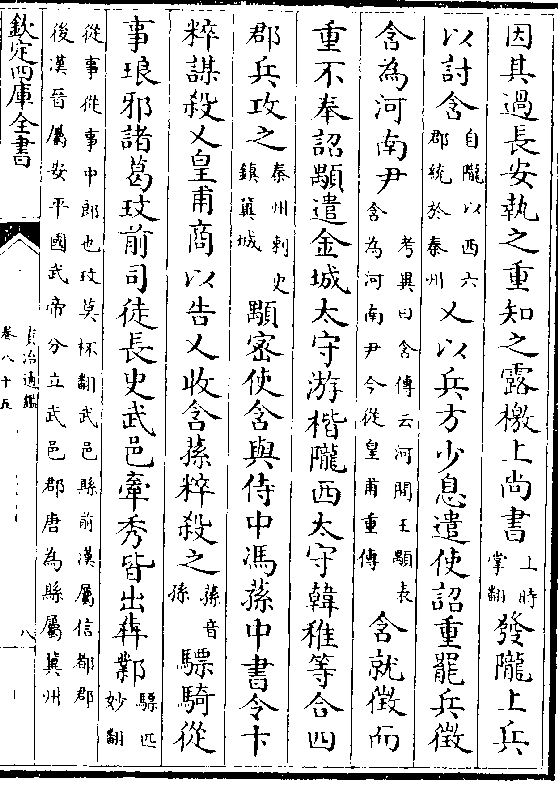 因其過長安執之重知之露檄上尚書上時掌翻發隴上兵
以討含自隴以西六郡統於秦州乂以兵方少息遣使詔重罷兵徵
含為河南尹考異曰含傳云河間王顒表含為河南尹今從皇甫重傳含就徵而
重不奉詔顒遣金城太守游楷隴西太守韓稚等合四
郡兵攻之秦州刺史鎮冀城顒密使含與侍中馮蓀中書令卞
粹謀殺乂皇甫商以告乂收含蓀粹殺之蓀音孫驃騎從
事琅邪諸葛玫前司徒長史武邑牽秀皆出奔鄴驃匹妙翻
從事從事中郎也玫莫杯翻武邑縣前漢屬信都郡
後漢晉屬安平國武帝分立武邑郡唐為縣屬冀州
欽定四庫全書
資治通鑑
卷八十五
八